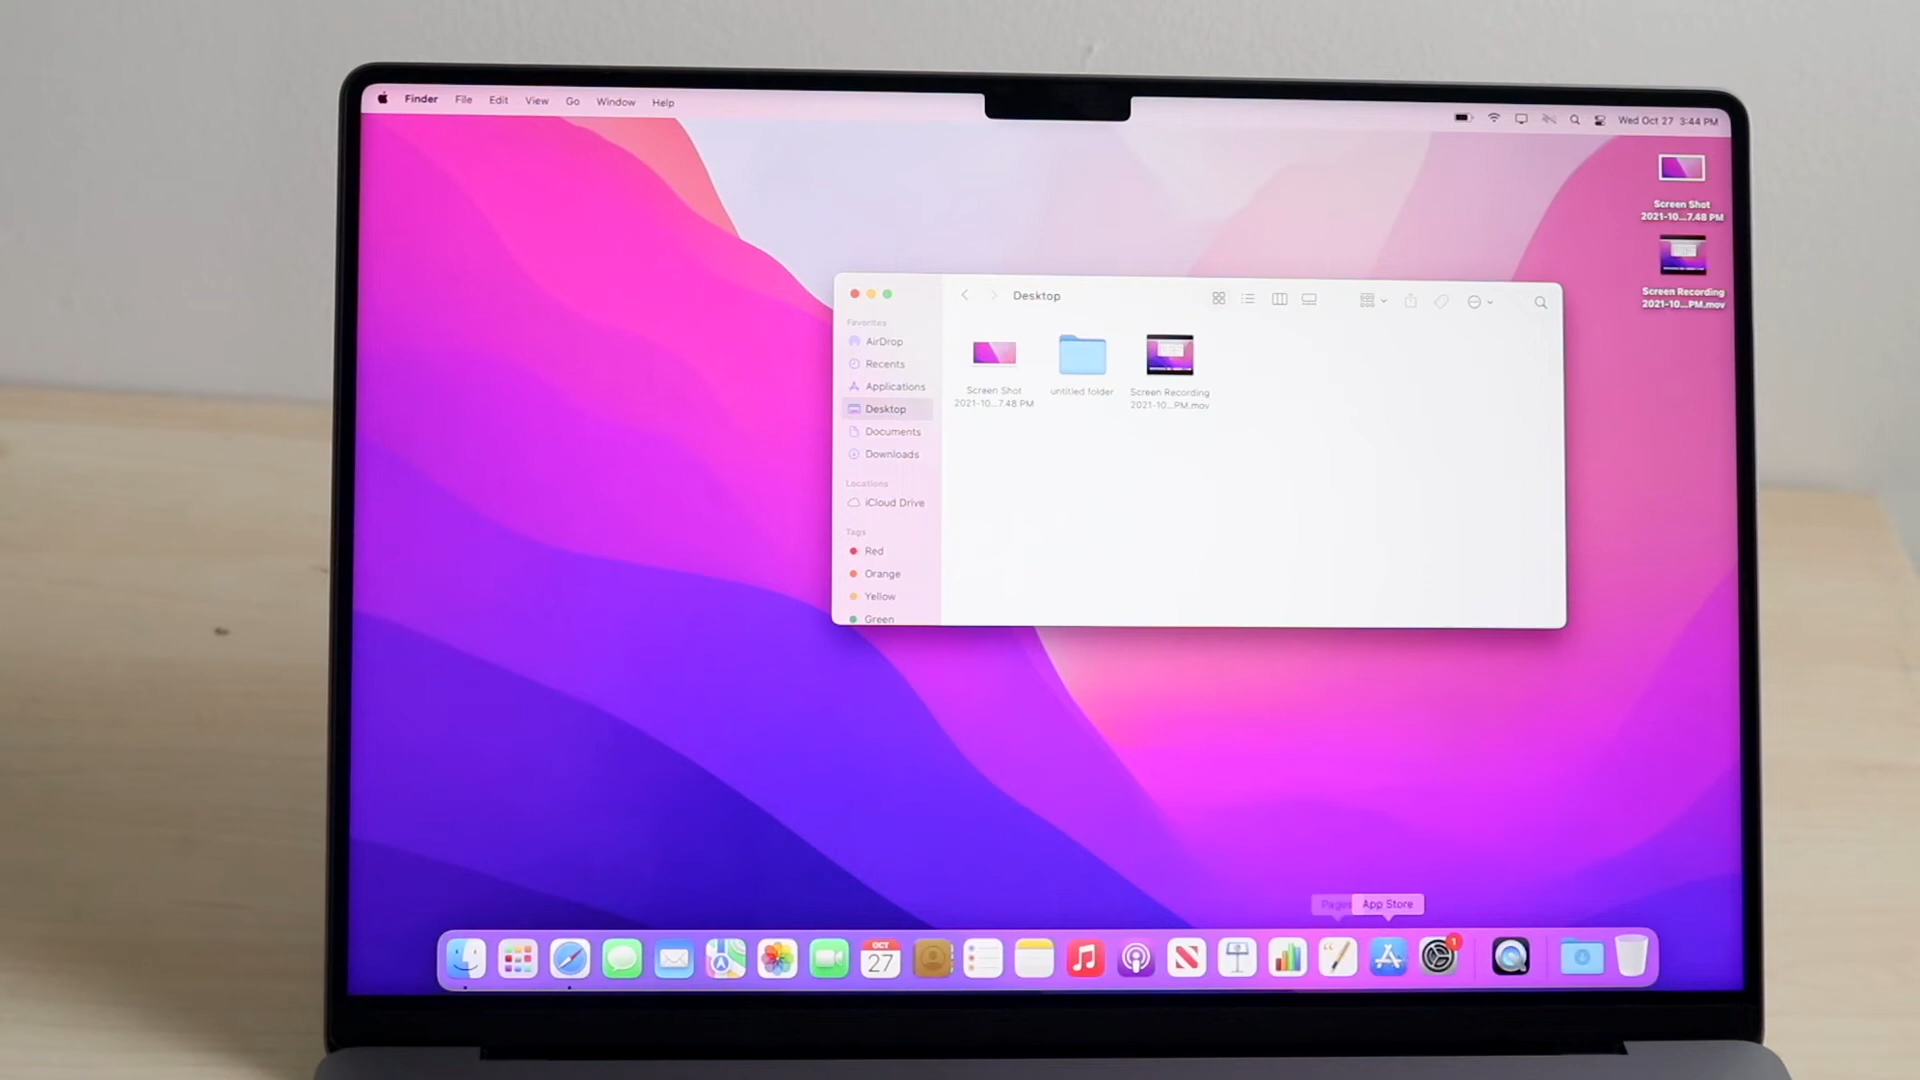 Finder File Edit View Go Window Help
Wed Oct 27 3:44 PM
Screen Shot
2021-10...7.48 PM
Screen Recording
2021-10...PM.mov
Desktop
Favorites
AirDrop
Recents
Applications
Desktop
Documents
Downloads
Locations
iCloud Drive
Tags
Red
Orange
Yellow
Green
Screen Shot
2021-10...7.48 PM
untitled folder
Screen Recording
2021-10...PM.mov
Pages
App Store
OCT
27
1